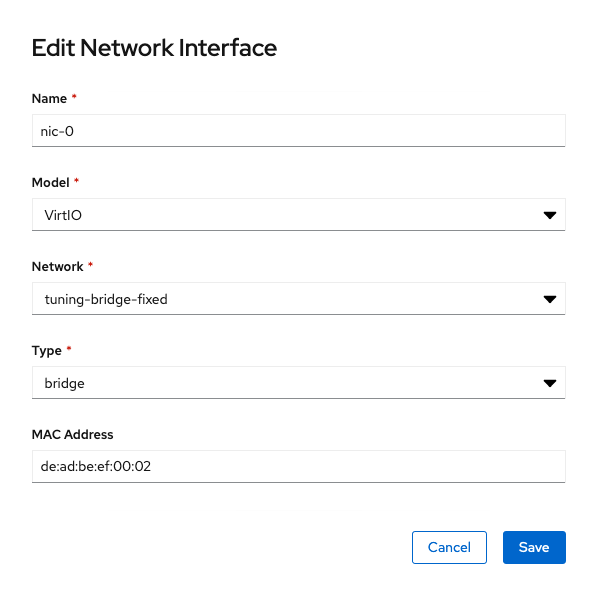 Edit Network Interface
Name *
nic-0
Model *
VirtIO
Network *
tuning-bridge-fixed
Type *
bridge
MAC Address
de:ad:be:ef:00:02
Cancel Save